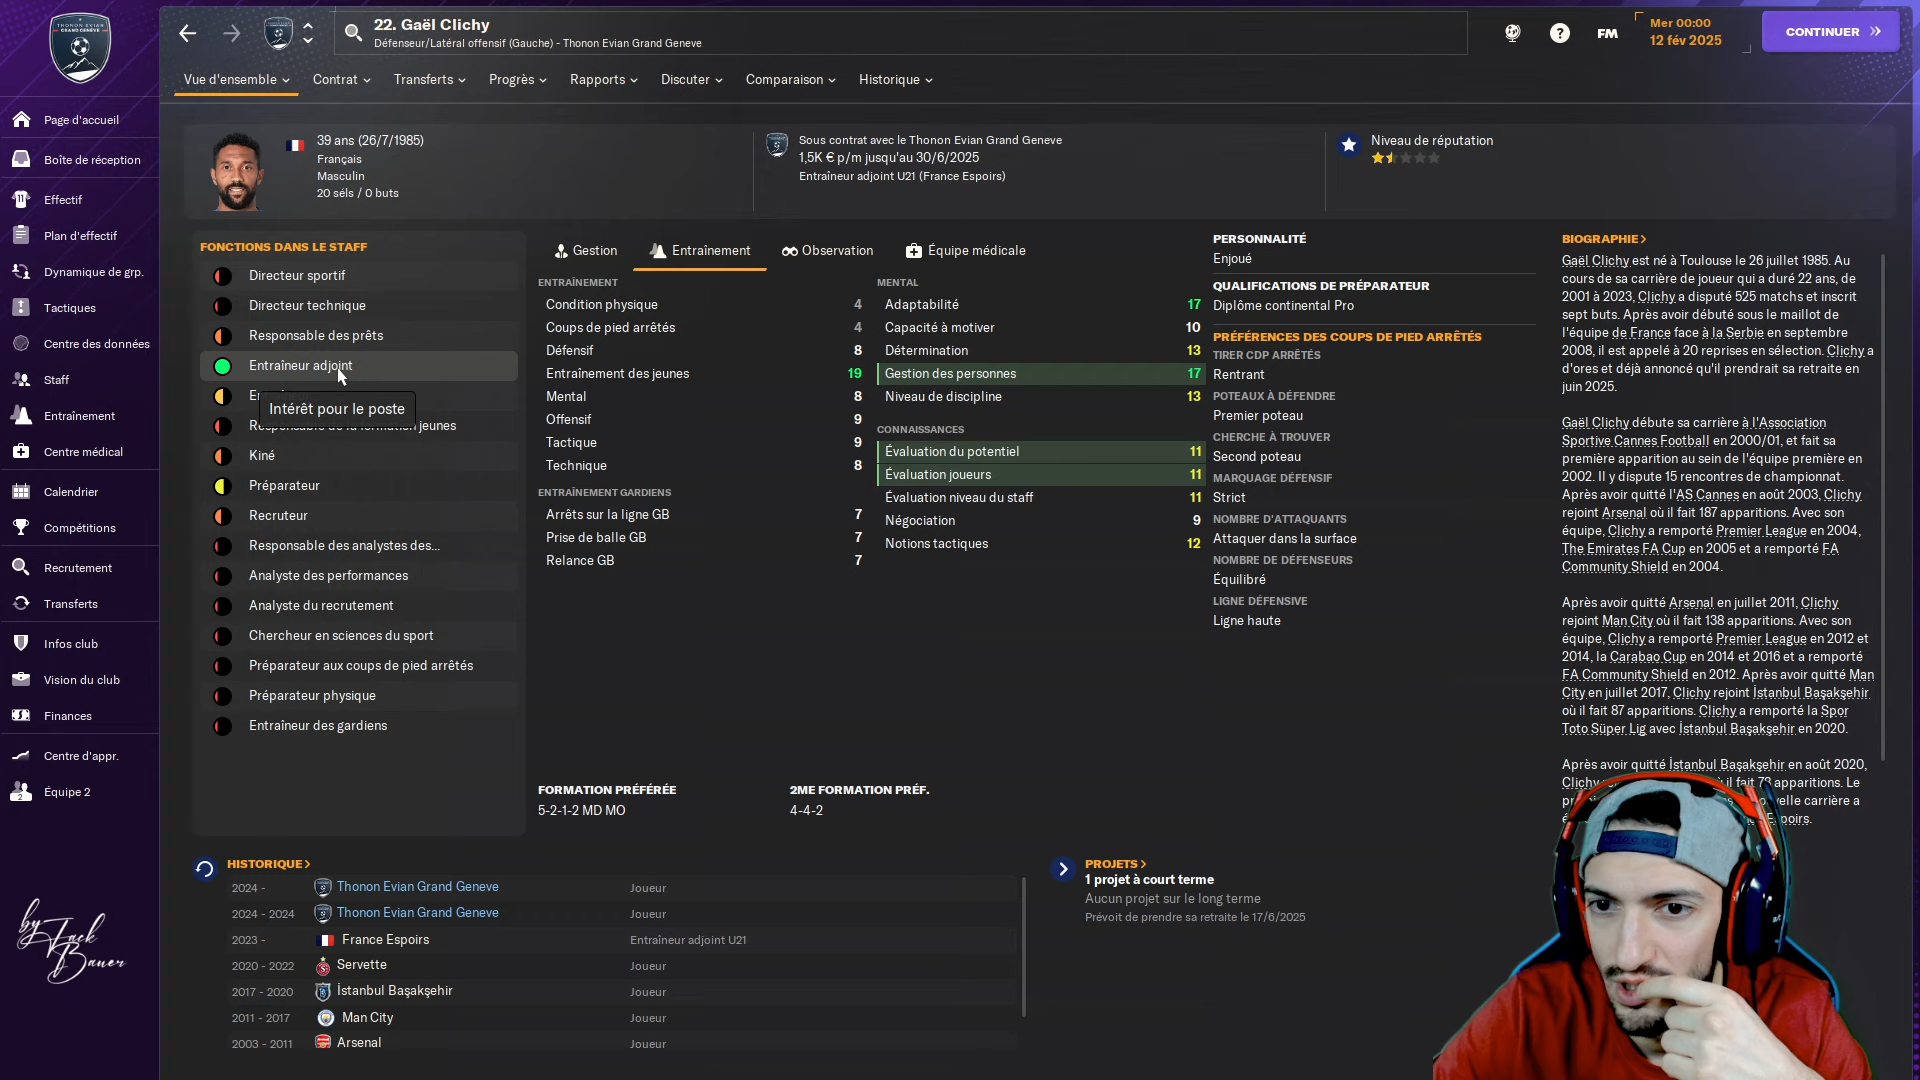 22. Gaël Clichy
Défenseur/Latéral offensif (Gauche) - Thonon Evian Grand Geneve
FM
Mer 00:00
12 fév 2025
CONTINUER
THONON EVIAN
GRAND GENÈVE
Vue d'ensemble
Contrat
Transferts
Progrès
Rapports
Discuter
Comparaison
Historique
Page d'accueil
Boîte de réception
Effectif
Plan d'effectif
Dynamique de grp.
Tactiques
Centre des données
Staff
Entraînement
Centre médical
Calendrier
Compétitions
Recrutement
Transferts
Infos club
Vision du club
Finances
Centre d'appr.
Équipe 2
by Jack Bauer
39 ans (26/7/1985)
Français
Masculin
20 séls / 0 buts
Sous contrat avec le Thonon Evian Grand Geneve
1,5K € p/m jusqu'au 30/6/2025
Entraîneur adjoint U21 (France Espoirs)
Niveau de réputation
FONCTIONS DANS LE STAFF
Directeur sportif
Directeur technique
Responsable des prêts
Entraîneur adjoint
Intérêt pour le poste
Responsable de la formation jeunes
Kiné
Préparateur
Recruteur
Responsable des analystes des...
Analyste des performances
Analyste du recrutement
Chercheur en sciences du sport
Préparateur aux coups de pied arrêtés
Préparateur physique
Entraîneur des gardiens
Gestion
Entraînement
Observation
Équipe médicale
ENTRAÎNEMENT
Condition physique 4
Coups de pied arrêtés 4
Défensif 8
Entraînement des jeunes 19
Mental 8
Offensif 9
Tactique 9
Technique 8
ENTRAÎNEMENT GARDIENS
Arrêts sur la ligne GB 7
Prise de balle GB 7
Relance GB 7
MENTAL
Adaptabilité 17
Capacité à motiver 10
Détermination 13
Gestion des personnes 17
Niveau de discipline 13
CONNAISSANCES
Évaluation du potentiel 11
Évaluation joueurs 11
Évaluation niveau du staff 11
Négociation 9
Notions tactiques 12
FORMATION PRÉFÉRÉE
5-2-1-2 MD MO
2ME FORMATION PRÉF.
4-4-2
PERSONNALITÉ
Enjoué
QUALIFICATIONS DE PRÉPARATEUR
Diplôme continental Pro
PRÉFÉRENCES DES COUPS DE PIED ARRÊTÉS
TIRER CDP ARRÊTÉS
Rentrant
POTEAUX À DÉFENDRE
Premier poteau
CHERCHE À TROUVER
Second poteau
MARQUAGE DÉFENSIF
Strict
NOMBRE D'ATTAQUANTS
Attaquer dans la surface
NOMBRE DE DÉFENSEURS
Équilibré
LIGNE DÉFENSIVE
Ligne haute
BIOGRAPHIE
Gaël Clichy est né à Toulouse le 26 juillet 1985. Au
cours de sa carrière de joueur qui a duré 22 ans, de
2001 à 2023, Clichy a disputé 525 matchs et inscrit
sept buts. Après avoir débuté sous le maillot de
l'équipe de France face à la Serbie en septembre
2008, il est appelé à 20 reprises en sélection. Clichy a
d'ores et déjà annoncé qu'il prendrait sa retraite en
juin 2025.
Gaël Clichy débute sa carrière à l'Association
Sportive Cannes Football en 2000/01, et fait sa
première apparition au sein de l'équipe première en
2002. Il y dispute 15 rencontres de championnat.
Après avoir quitté l'AS Cannes en août 2003, Clichy
rejoint Arsenal où il fait 187 apparitions. Avec son
équipe, Clichy a remporté Premier League en 2004,
The Emirates FA Cup en 2005 et a remporté FA
Community Shield en 2004.
Après avoir quitté Arsenal en juillet 2011, Clichy
rejoint Man City où il fait 138 apparitions. Avec son
équipe, Clichy a remporté Premier League en 2012 et
2014, la Carabao Cup en 2014 et 2016 et a remporté
FA Community Shield en 2012. Après avoir quitté Man
City en juillet 2017, Clichy rejoint İstanbul Başakşehir
où il fait 87 apparitions. Clichy a remporté la Spor
Toto Süper Lig avec İstanbul Başakşehir en 2020.
Après avoir quitté İstanbul Başakşehir en août 2020,
Clichy il fait apparitions. Le
carrière a
Espoirs.
HISTORIQUE
2024 - Thonon Evian Grand Geneve Joueur
2024 - 2024 Thonon Evian Grand Geneve Joueur
2023 - France Espoirs Entraîneur adjoint U21
2020 - 2022 Servette Joueur
2017 - 2020 İstanbul Başakşehir Joueur
2011 - 2017 Man City Joueur
2003 - 2011 Arsenal Joueur
PROJETS
1 projet à court terme
Aucun projet sur le long terme
Prévoit de prendre sa retraite le 17/6/2025